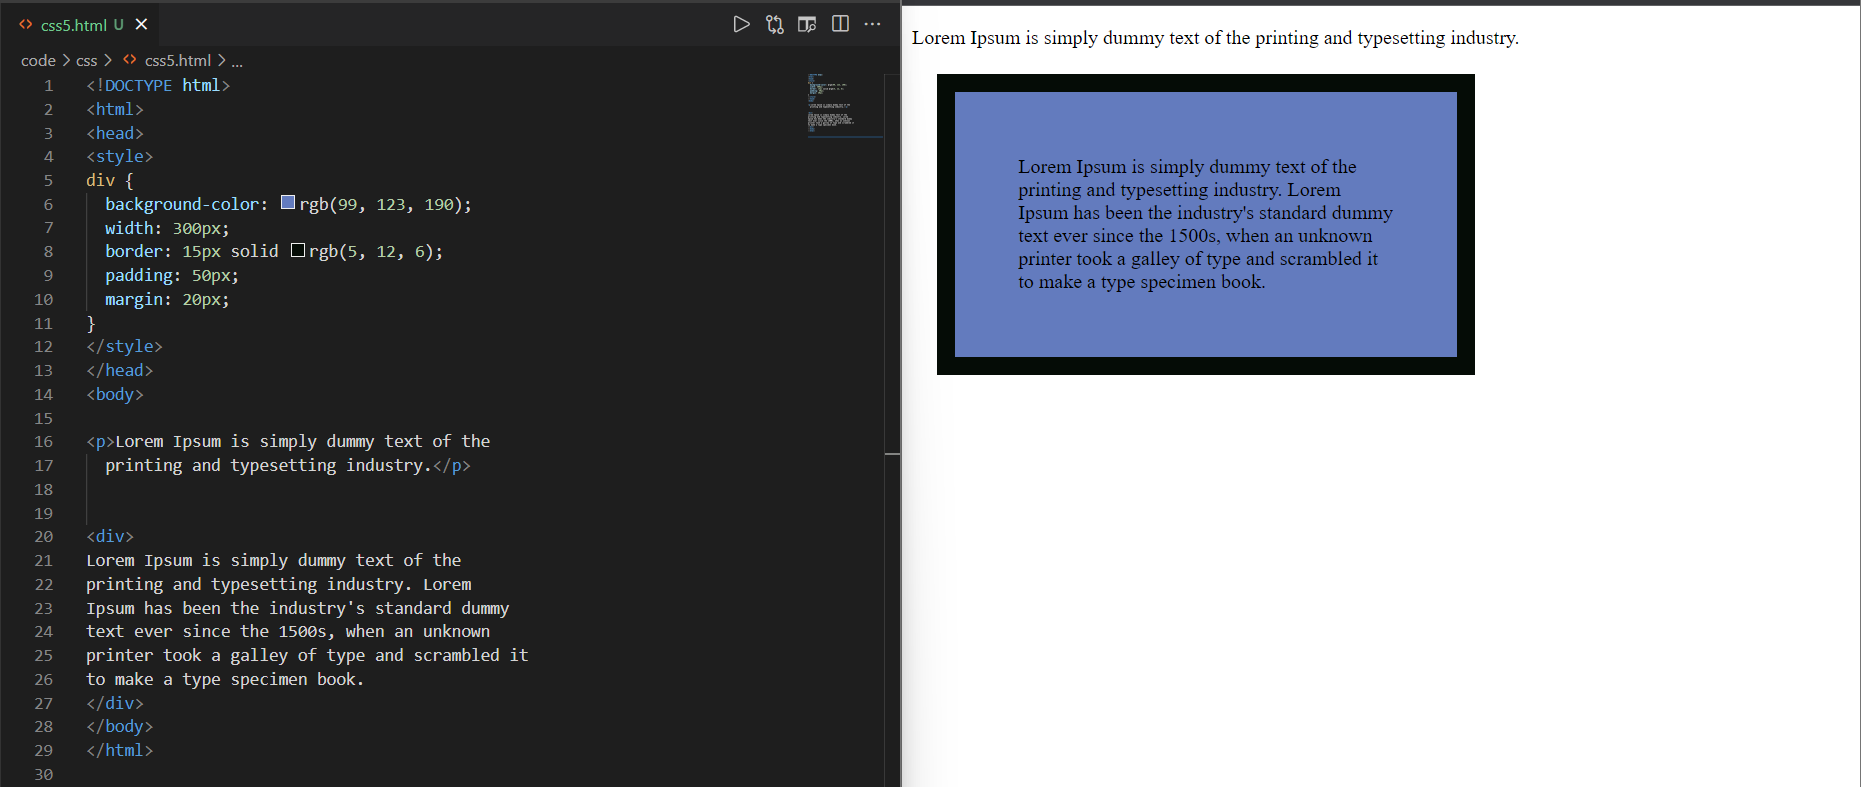 css5.html U
code > css > css5.html > ...
1 <!DOCTYPE html>
2 <html>
3 <head>
4 <style>
5 div {
6 background-color: rgb(99, 123, 190);
7 width: 300px;
8 border: 15px solid rgb(5, 12, 6);
9 padding: 50px;
10 margin: 20px;
11 }
12 </style>
13 </head>
14 <body>
15
16 <p>Lorem Ipsum is simply dummy text of the
17 printing and typesetting industry.</p>
18
19
20 <div>
21 Lorem Ipsum is simply dummy text of the
22 printing and typesetting industry. Lorem
23 Ipsum has been the industry's standard dummy
24 text ever since the 1500s, when an unknown
25 printer took a galley of type and scrambled it
26 to make a type specimen book.
27 </div>
28 </body>
29 </html>
30
Lorem Ipsum is simply dummy text of the printing and typesetting industry.
Lorem Ipsum is simply dummy text of the
printing and typesetting industry. Lorem
Ipsum has been the industry's standard dummy
text ever since the 1500s, when an unknown
printer took a galley of type and scrambled it
to make a type specimen book.